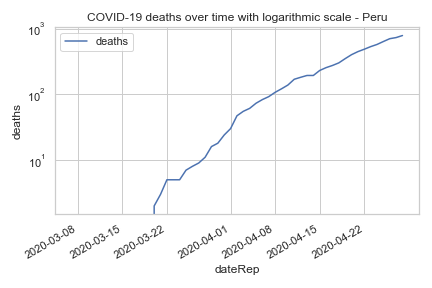 COVID-19 deaths over time with logarithmic scale - Peru
deaths
10³
10²
10¹
deaths
2020-03-08
2020-03-15
2020-03-22
2020-04-01
2020-04-08
2020-04-15
2020-04-22
dateRep